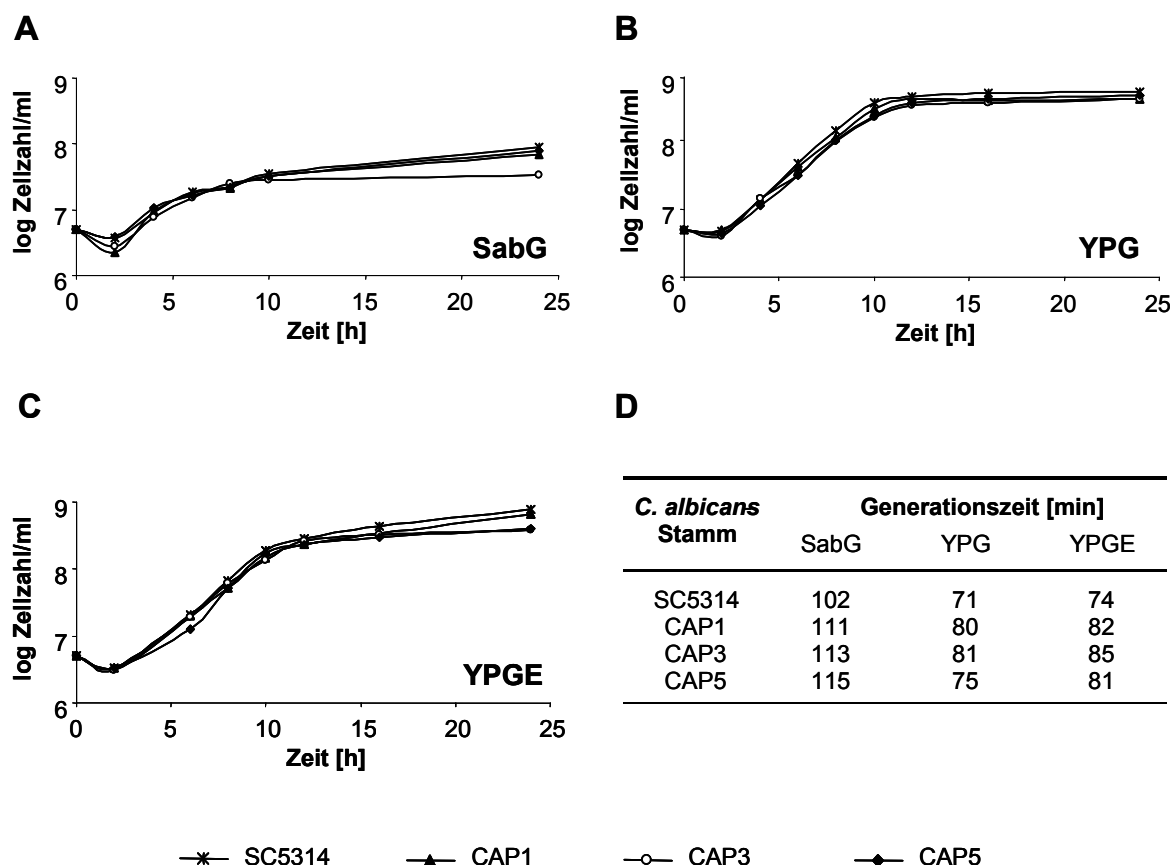 A
log Zellzahl/ml
9
8
7
6
0 5 10 15 20 25
Zeit [h]
SabG
B
log Zellzahl/ml
9
8
7
6
0 5 10 15 20 25
Zeit [h]
YPG
C
log Zellzahl/ml
9
8
7
6
0 5 10 15 20 25
Zeit [h]
YPGE
D
C. albicans- Generationszeit [min]
Stamm SabG YPG YPGE
SC5314 102 71 74
CAP1 111 80 82
CAP3 113 81 85
CAP5 115 75 81
SC5314 CAP1 CAP3 CAP5